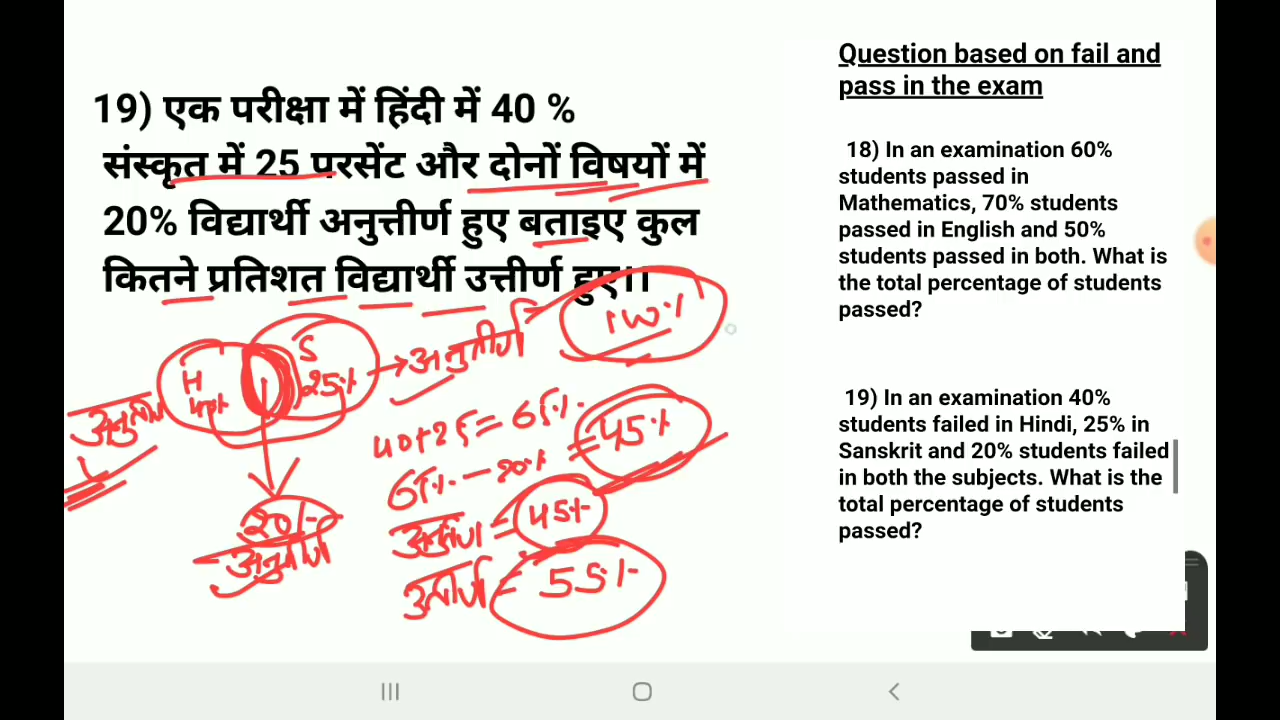 19) एक परीक्षा में हिंदी में 40 %
संस्कृत में 25 परसेंट और दोनों विषयों में
20% विद्यार्थी अनुत्तीर्ण हुए बताइए कुल
कितने प्रतिशत विद्यार्थी उत्तीर्ण हुए।।
H
S
25%
अनुत्तीर्ण
40+25=65%
65%-20%=45%
20%
अनुत्तीर्ण
=45%
उत्तीर्ण = 55%
Question based on fail and
pass in the exam
18) In an examination 60%
students passed in
Mathematics, 70% students
passed in English and 50%
students passed in both. What is
the total percentage of students
passed?
19) In an examination 40%
students failed in Hindi, 25% in
Sanskrit and 20% students failed
in both the subjects. What is the
total percentage of students
passed?